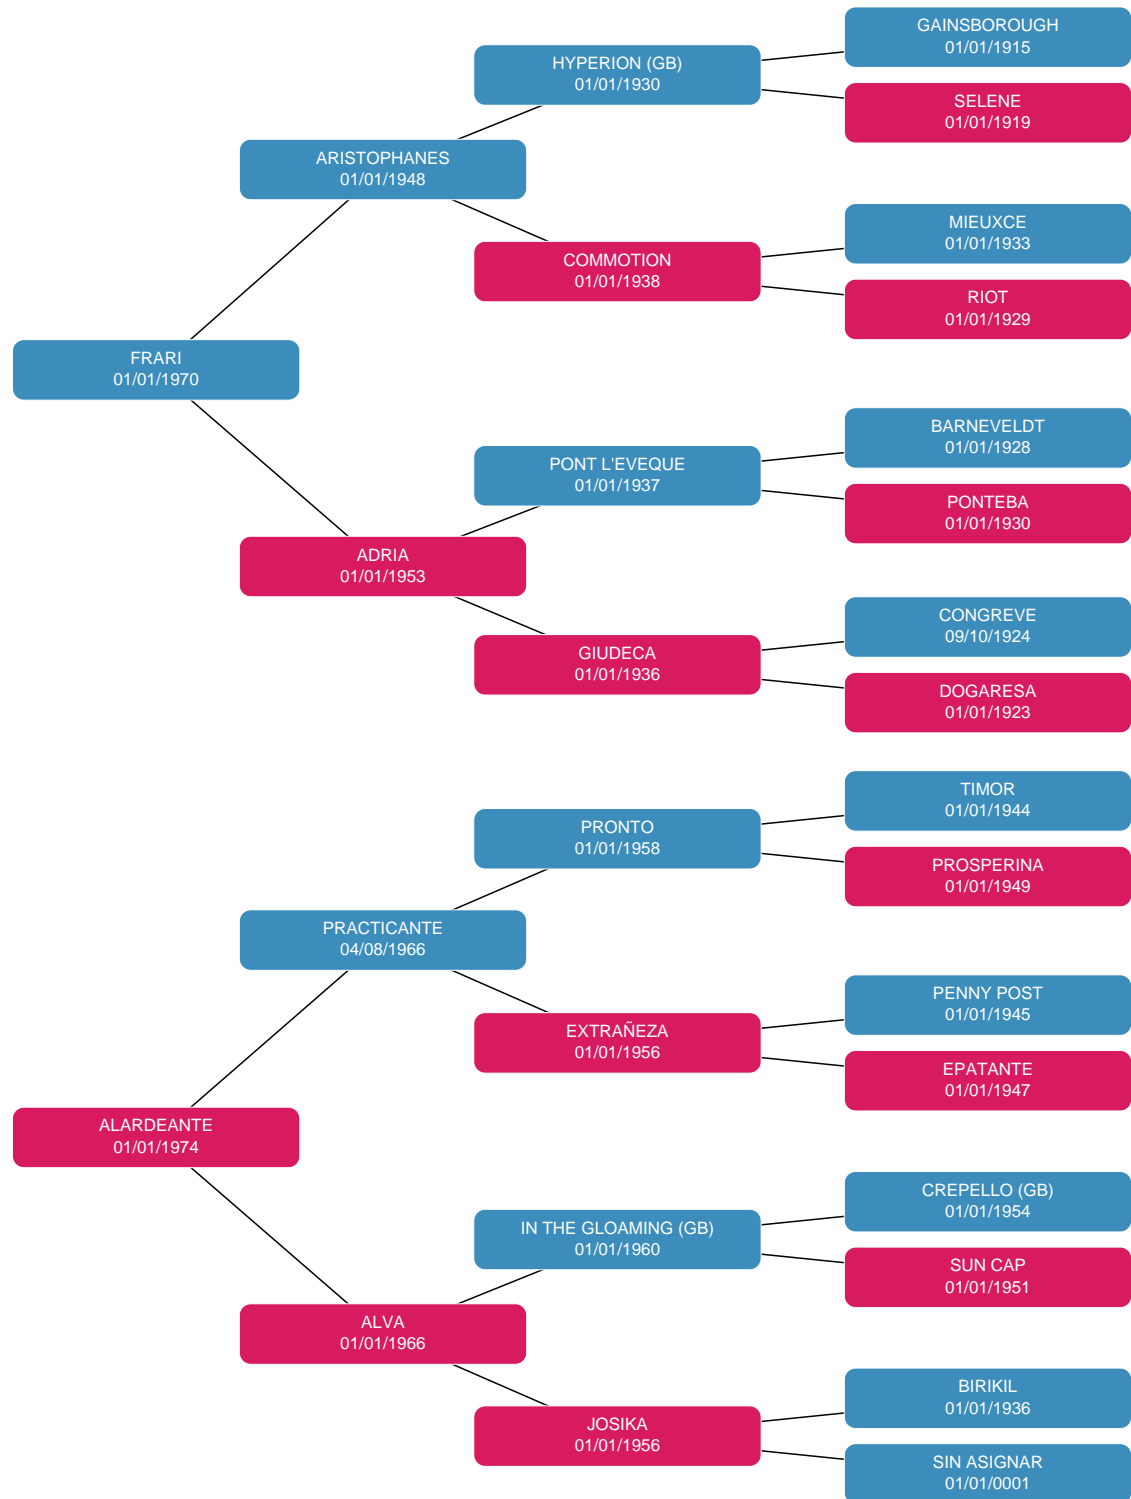 GAINSBOROUGH
01/01/1915
HYPERION (GB)
01/01/1930
SELENE
01/01/1919
ARISTOPHANES
01/01/1948
MIEUXCE
01/01/1933
COMMOTION
01/01/1938
RIOT
01/01/1929
FRARI
01/01/1970
BARNEVELDT
01/01/1928
PONT L'EVEQUE
01/01/1937
PONTEBA
01/01/1930
ADRIA
01/01/1953
CONGREVE
09/10/1924
GIUDECA
01/01/1936
DOGARESA
01/01/1923
TIMOR
01/01/1944
PRONTO
01/01/1958
PROSPERINA
01/01/1949
PRACTICANTE
04/08/1966
PENNY POST
01/01/1945
EXTRAÑEZA
01/01/1956
EPATANTE
01/01/1947
ALARDEANTE
01/01/1974
CREPELLO (GB)
01/01/1954
IN THE GLOAMING (GB)
01/01/1960
SUN CAP
01/01/1951
ALVA
01/01/1966
BIRIKIL
01/01/1936
JOSIKA
01/01/1956
SIN ASIGNAR
01/01/0001